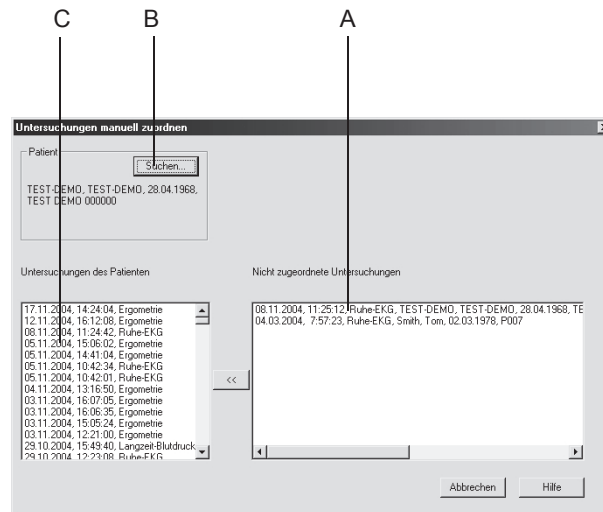 C B A
Untersuchungen manuell zuordnen
Patient
Suchen...
TEST-DEMO, TEST-DEMO, 28.04.1968,
TEST DEMO 000000
Untersuchungen des Patienten
Nicht zugeordnete Untersuchungen
17.11.2004, 14:24:04, Ergometrie
12.11.2004, 16:12:08, Ergometrie
08.11.2004, 11:24:42, Ruhe-EKG
05.11.2004, 15:06:02, Ergometrie
05.11.2004, 14:41:04, Ergometrie
05.11.2004, 10:42:34, Ruhe-EKG
05.11.2004, 10:42:01, Ruhe-EKG
04.11.2004, 13:16:50, Ergometrie
03.11.2004, 16:07:05, Ergometrie
03.11.2004, 16:06:35, Ergometrie
03.11.2004, 15:05:24, Ergometrie
03.11.2004, 12:21:00, Ergometrie
29.10.2004, 15:49:40, Langzeit-Blutdruck
29.10.2004, 12:23:08, Ruhe-EKG
<<
08.11.2004, 11:25:12, Ruhe-EKG, TEST-DEMO, TEST-DEMO, 28.04.1968, TE
04.03.2004, 7:57:23, Ruhe-EKG, Smith, Tom, 02.03.1978, P007
Abbrechen
Hilfe